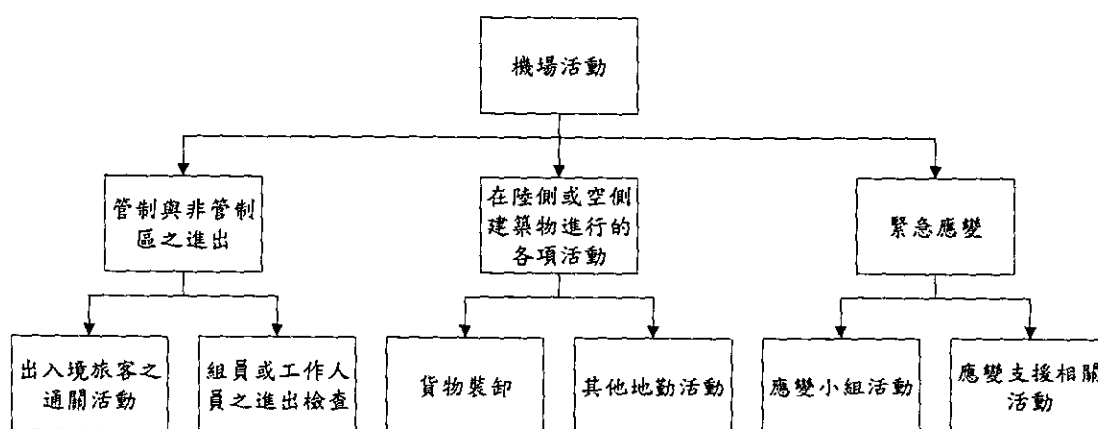 機場活動
管制與非管制
區之進出
在陸側或空側
建築物進行的
各項活動
緊急應變
出入境旅客之
通關活動
組員或工作人
員之進出檢查
貨物裝卸
其他地勤活動
應變小組活動
應變支援相關
活動